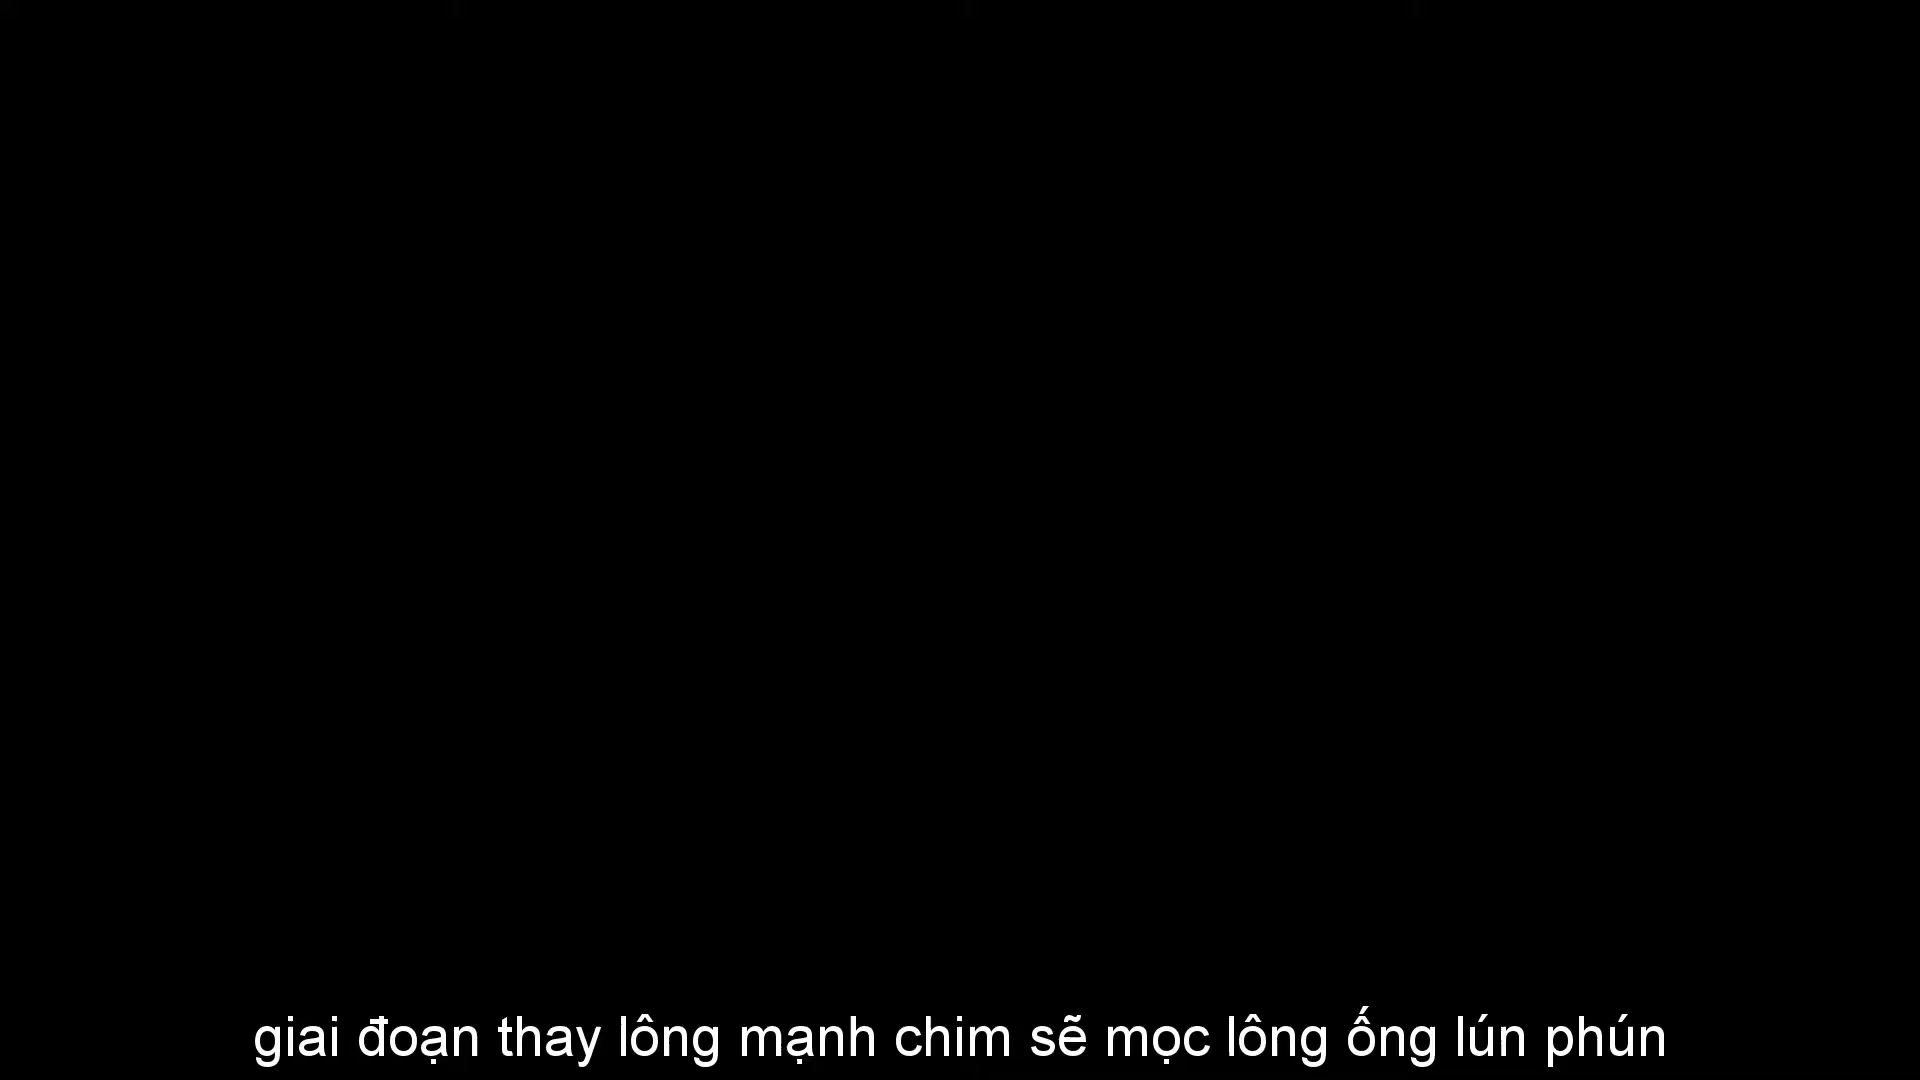 giai đoạn thay lông mạnh chim sẽ mọc lông ống lún phún